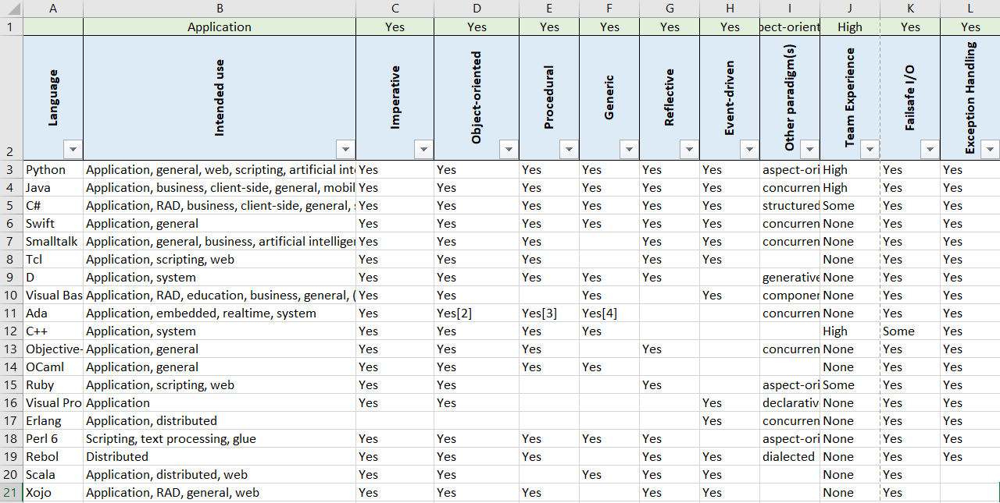 A B C D E F G H I J K L
1 Application Yes Yes Yes Yes Yes Yes pect-orient High Yes Yes
2 Language Intended use Imperative Object-oriented Procedural Generic Reflective Event-driven Other paradigm(s) Team Experience Failsafe I/O Exception Handling
3 Python Application, general, web, scripting, artificial int Yes Yes Yes Yes Yes Yes aspect-ori High Yes Yes
4 Java Application, business, client-side, general, mobil Yes Yes Yes Yes Yes Yes concurren High Yes Yes
5 C# Application, RAD, business, client-side, general, Yes Yes Yes Yes Yes Yes structured Some Yes Yes
6 Swift Application, general Yes Yes Yes Yes Yes Yes concurren None Yes Yes
7 Smalltalk Application, general, business, artificial intelliger Yes Yes Yes Yes Yes concurren None Yes Yes
8 Tcl Application, scripting, web Yes Yes Yes Yes Yes None Yes Yes
9 D Application, system Yes Yes Yes Yes Yes generative None Yes Yes
10 Visual Bas Application, RAD, education, business, general, ( Yes Yes Yes Yes componer None Yes Yes
11 Ada Application, embedded, realtime, system Yes Yes[2] Yes[3] Yes[4] concurren None Yes Yes
12 C++ Application, system Yes Yes Yes Yes High Some Yes
13 Objective- Application, general Yes Yes Yes Yes concurren None Yes Yes
14 OCaml Application, general Yes Yes Yes Yes None Yes Yes
15 Ruby Application, scripting, web Yes Yes Yes aspect-ori Some Yes Yes
16 Visual Pro Application Yes Yes Yes declarativ None Yes Yes
17 Erlang Application, distributed Yes concurren None Yes Yes
18 Perl 6 Scripting, text processing, glue Yes Yes Yes Yes Yes aspect-ori None Yes Yes
19 Rebol Distributed Yes Yes Yes Yes Yes dialected None Yes Yes
20 Scala Application, distributed, web Yes Yes Yes Yes Yes None Yes
21 Xojo Application, RAD, general, web Yes Yes Yes Yes Yes None Yes